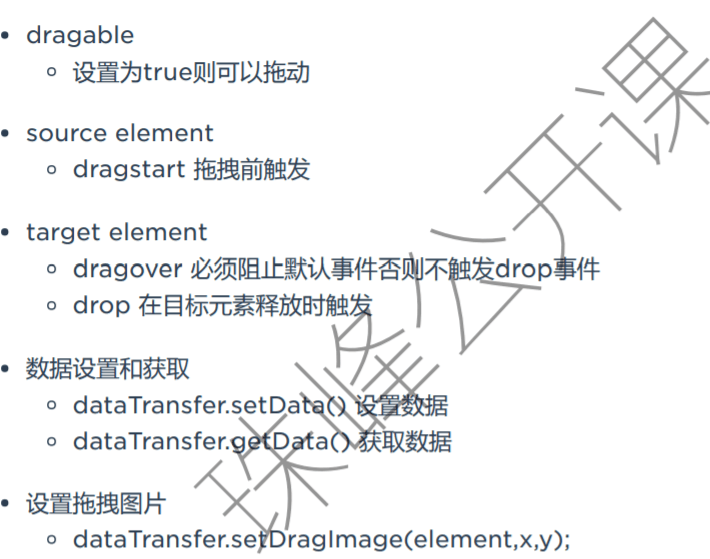 dragable
设置为true则可以拖动
source element
dragstart 拖拽前触发
target element
dragover 必须阻止默认事件否则不触发drop事件
drop 在目标元素释放时触发
数据设置和获取
dataTransfer.setData() 设置数据
dataTransfer.getData() 获取数据
设置拖拽图片
dataTransfer.setDragImage(element,x,y);
珠峰公开课